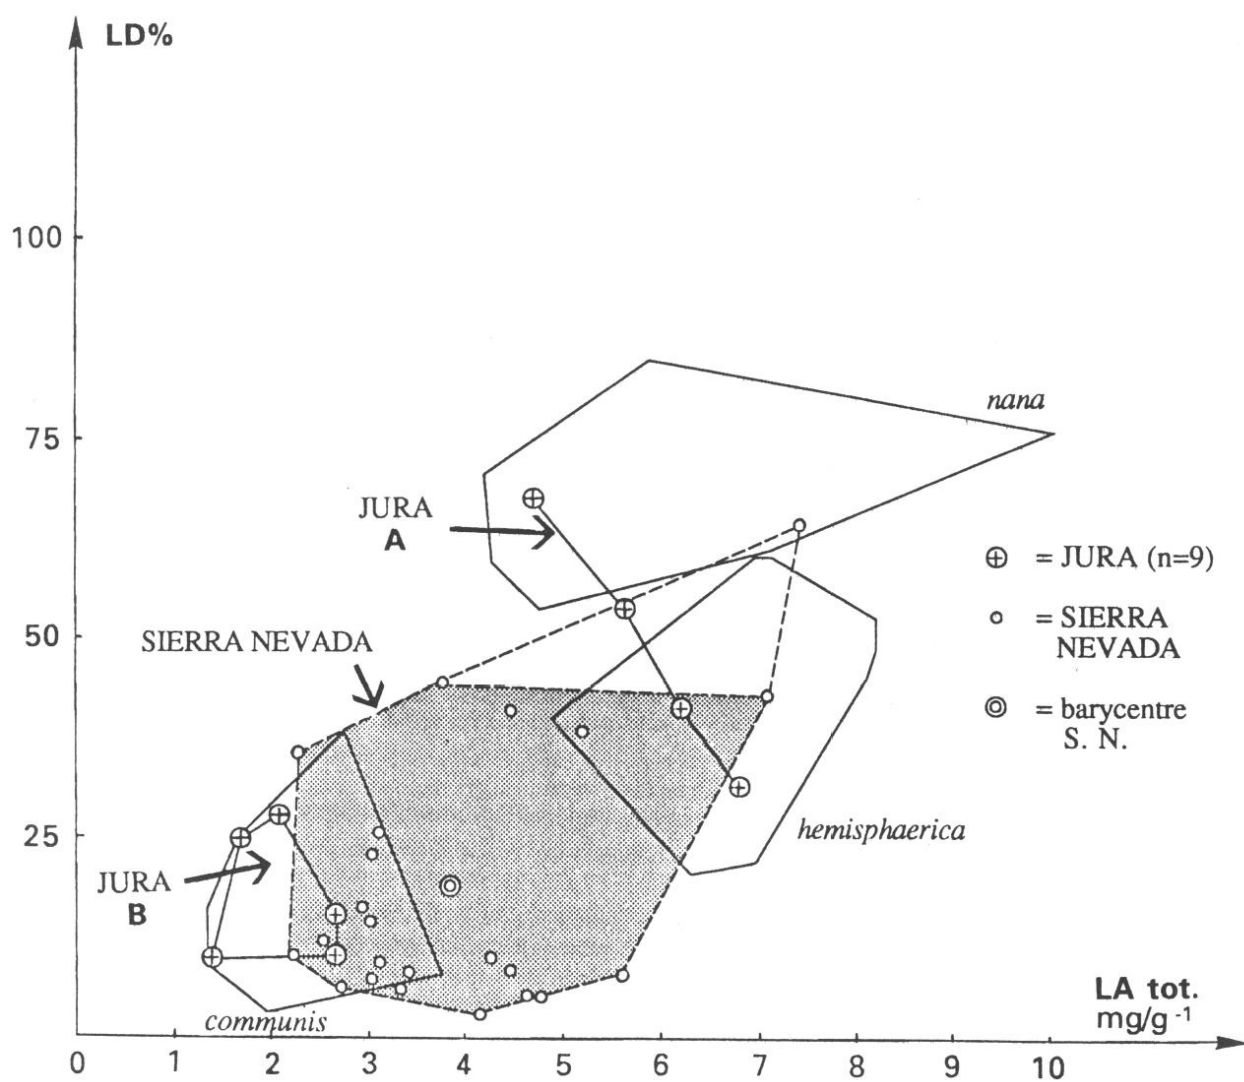 LD%
100
nana
75
JURA
A
⊕ = JURA (n=9)
○ = SIERRA
NEVADA
50
SIERRA NEVADA
◎ = barycentre
S. N.
hemisphaerica
25
JURA
B
communis
LA tot.
mg/g⁻¹
0 1 2 3 4 5 6 7 8 9 10